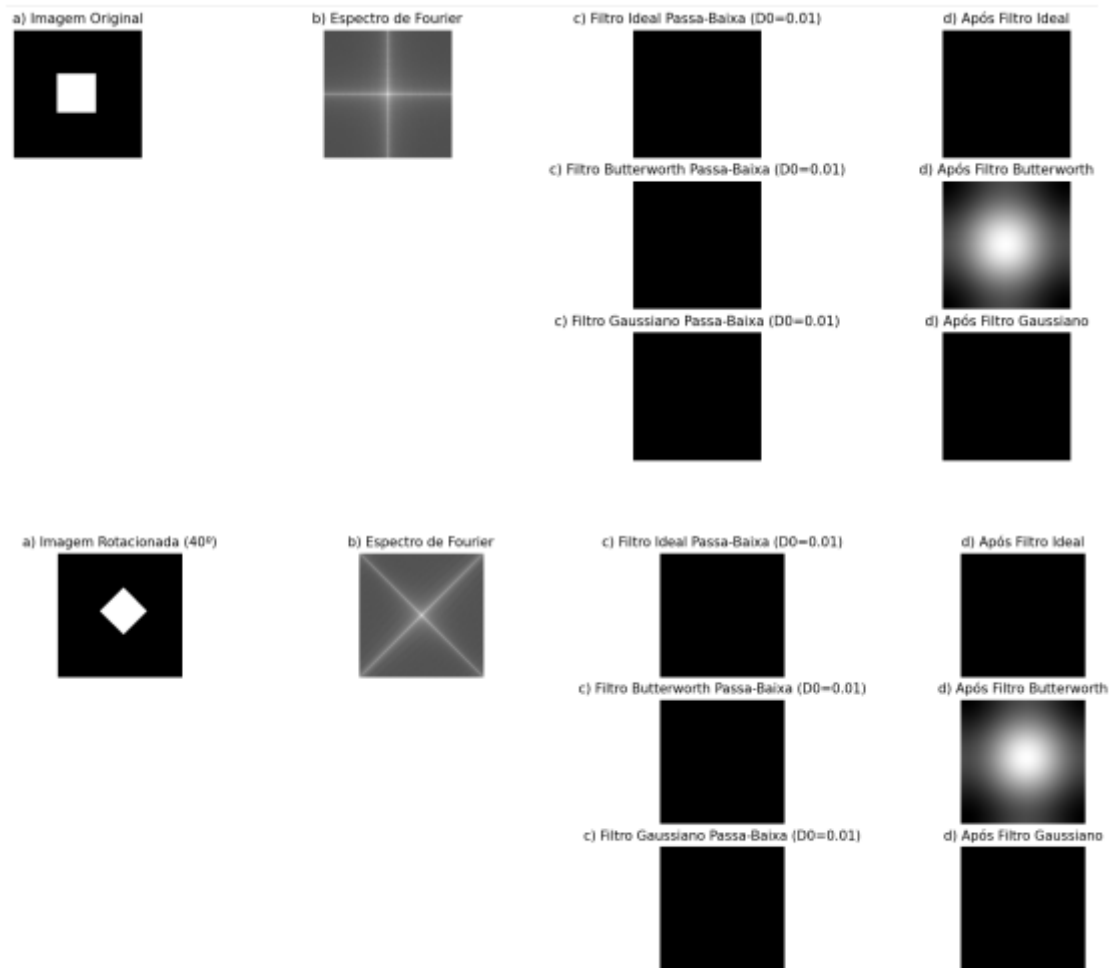 a) Imagem Original
b) Espectro de Fourier
c) Filtro Ideal Passa-Baixa (D0=0.01)
d) Após Filtro Ideal
c) Filtro Butterworth Passa-Baixa (D0=0.01)
d) Após Filtro Butterworth
c) Filtro Gaussiano Passa-Baixa (D0=0.01)
d) Após Filtro Gaussiano
a) Imagem Rotacionada (40º)
b) Espectro de Fourier
c) Filtro Ideal Passa-Baixa (D0=0.01)
d) Após Filtro Ideal
c) Filtro Butterworth Passa-Baixa (D0=0.01)
d) Após Filtro Butterworth
c) Filtro Gaussiano Passa-Baixa (D0=0.01)
d) Após Filtro Gaussiano